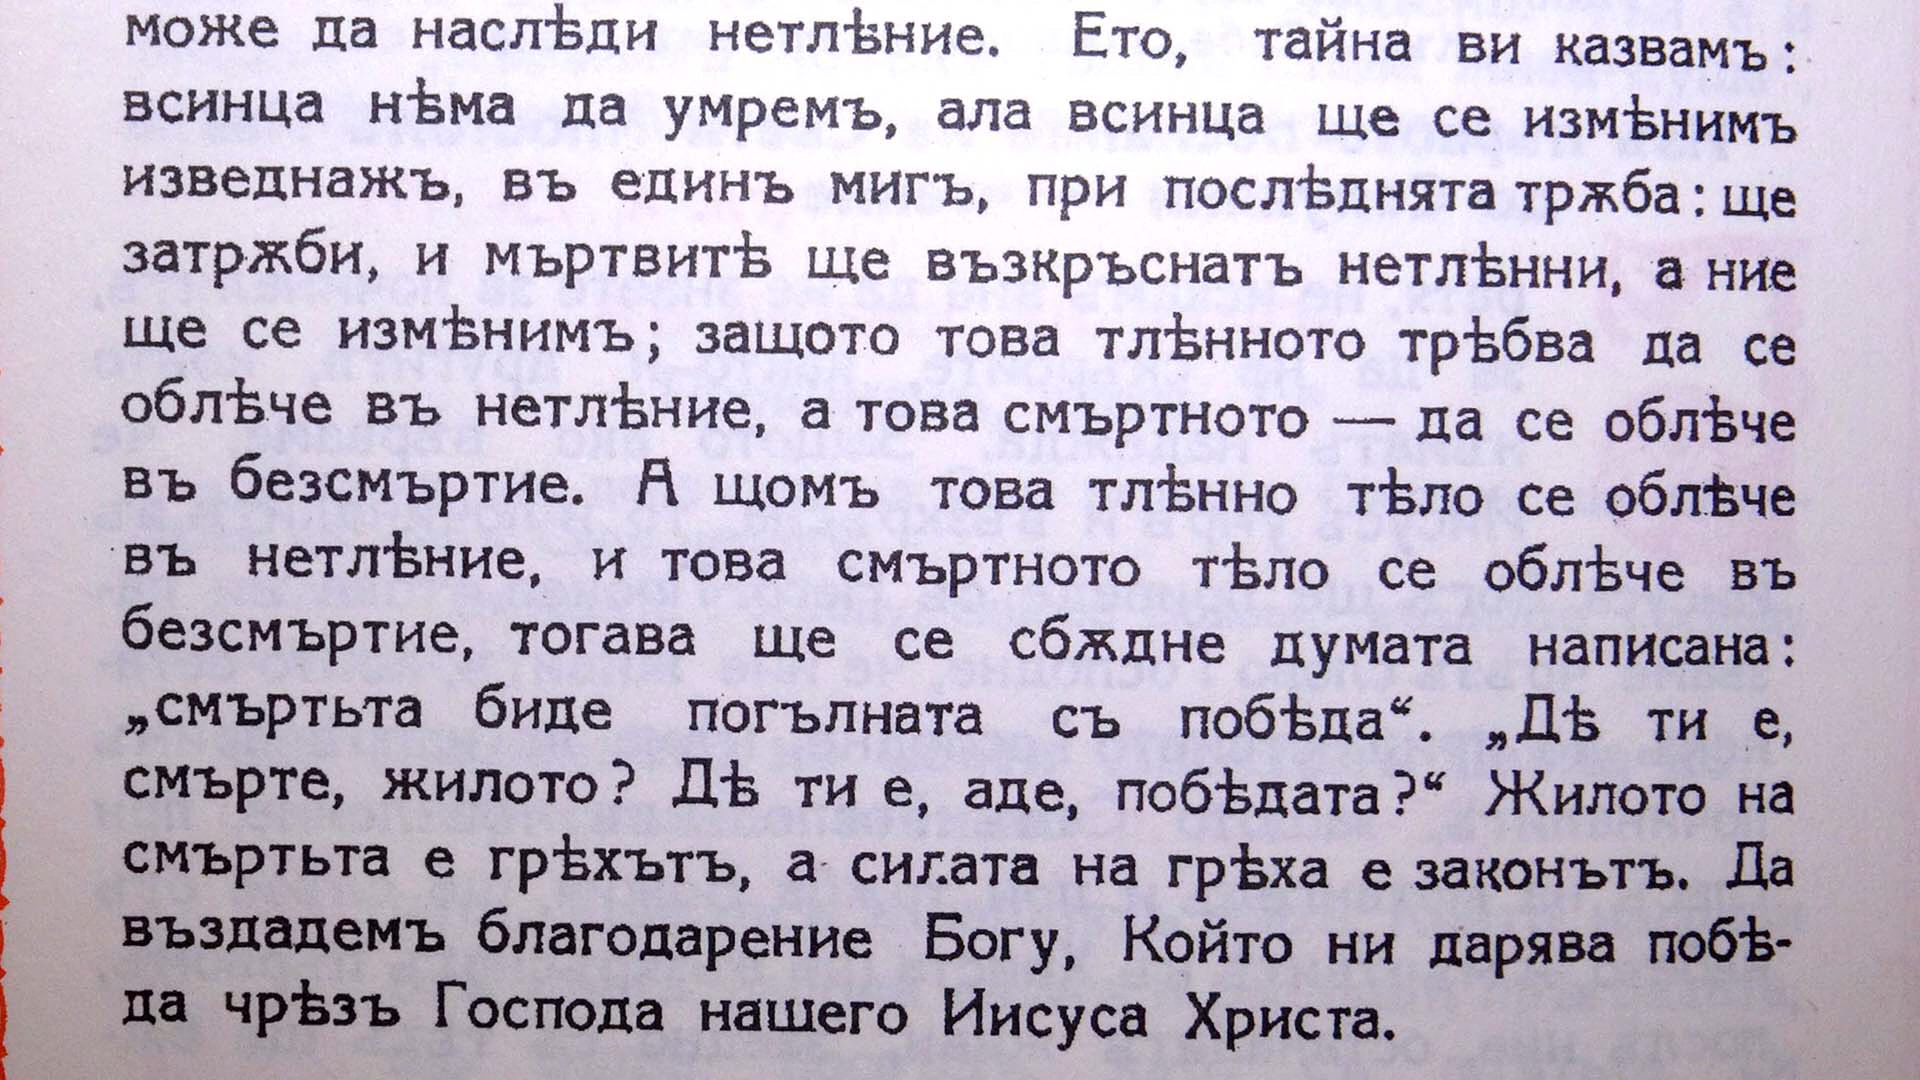 може да наслѣди нетлѣние. Ето, тайна ви казвамъ:
всинца нѣма да умремъ, ала всинца ще се измѣнимъ
изведнажъ, въ единъ мигъ, при послѣднята трѫба: ще
затрѫби, и мъртвитѣ ще възкръснатъ нетлѣнни, а ние
ще се измѣнимъ; защото това тлѣнното трѣбва да се
облѣче въ нетлѣние, а това смъртното — да се облѣче
въ безсмъртие. А щомъ това тлѣнно тѣло се облѣче
въ нетлѣние, и това смъртното тѣло се облѣче въ
безсмъртие, тогава ще се сбѫдне думата написана:
„смъртьта биде погълната съ побѣда“. „Дѣ ти е,
смърте, жилото? Дѣ ти е, аде, побѣдата?“ Жилото на
смъртьта е грѣхътъ, а силата на грѣха е законътъ. Да
въздадемъ благодарение Богу, Който ни дарява побѣ-
да чрѣзъ Господа нашего Иисуса Христа.